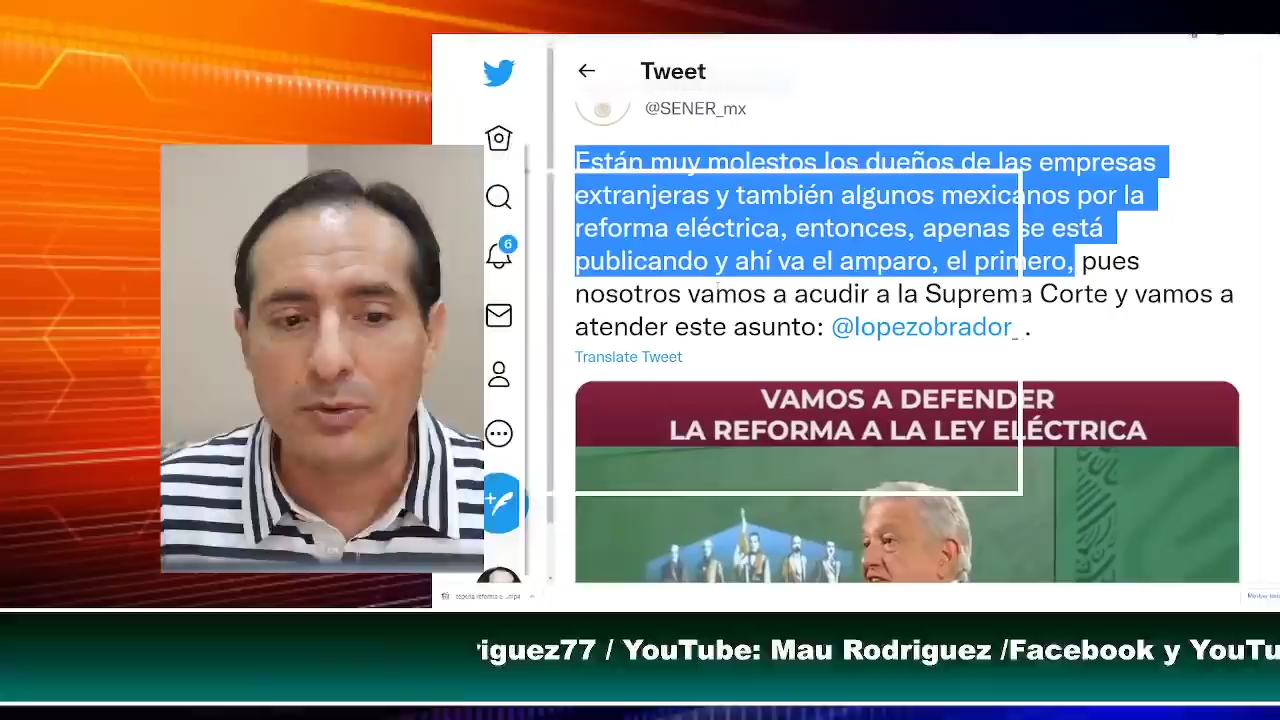 Tweet
@SENER_mx
Están muy molestos los dueños de las empresas
extranjeras y también algunos mexicanos por la
reforma eléctrica, entonces, apenas se está
publicando y ahí va el amparo, el primero, pues
nosotros vamos a acudir a la Suprema Corte y vamos a
atender este asunto: @lopezobrador_ .
Translate Tweet
VAMOS A DEFENDER
LA REFORMA A LA LEY ELÉCTRICA
6
riguez77 / YouTube: Mau Rodriguez /Facebook y YouTu